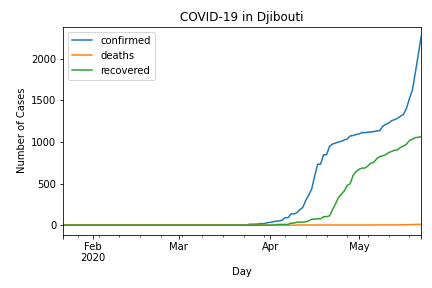 COVID-19 in Djibouti
confirmed
deaths
recovered
Number of Cases
2000
1500
1000
500
0
Feb
2020
Mar
Apr
May
Day